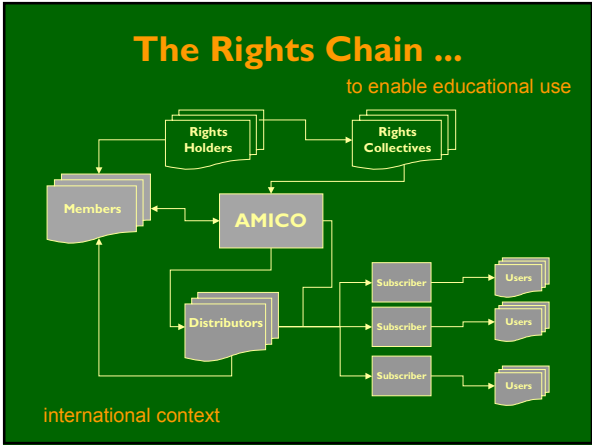 The Rights Chain ...
to enable educational use
Rights
Holders
Rights
Collectives
Members
AMICO
Distributors
Subscriber
Users
Subscriber
Users
Subscriber
Users
international context